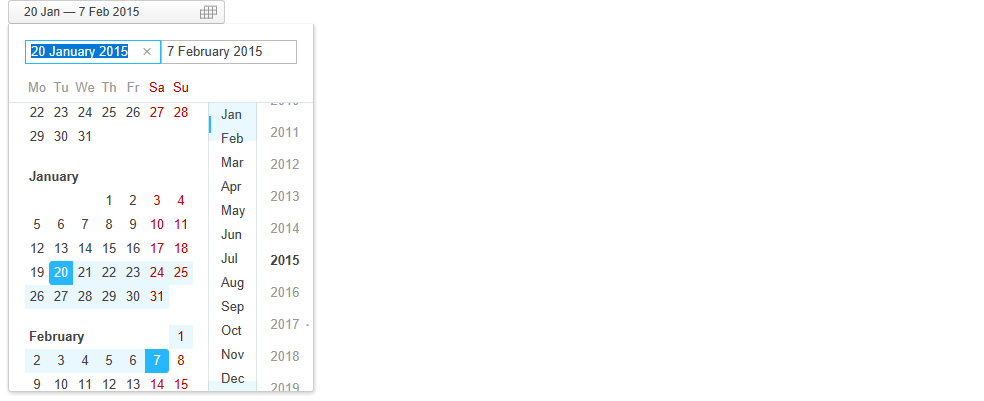 20 Jan — 7 Feb 2015
20 January 2015 × 7 February 2015
Mo Tu We Th Fr Sa Su
22 23 24 25 26 27 28
29 30 31
January
1 2 3 4
5 6 7 8 9 10 11
12 13 14 15 16 17 18
19 20 21 22 23 24 25
26 27 28 29 30 31
February 1
2 3 4 5 6 7 8
9 10 11 12 13 14 15
Jan
Feb
Mar
Apr
May
Jun
Jul
Aug
Sep
Oct
Nov
Dec
2010
2011
2012
2013
2014
2015
2016
2017
2018
2019